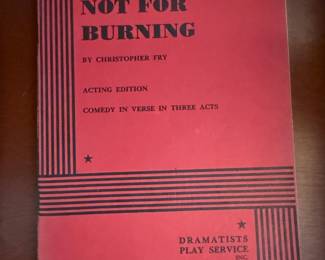 NOT FOR
BURNING
BY CHRISTOPHER FRY
ACTING EDITION
COMEDY IN VERSE IN THREE ACTS
DRAMATISTS
PLAY SERVICE
INC.